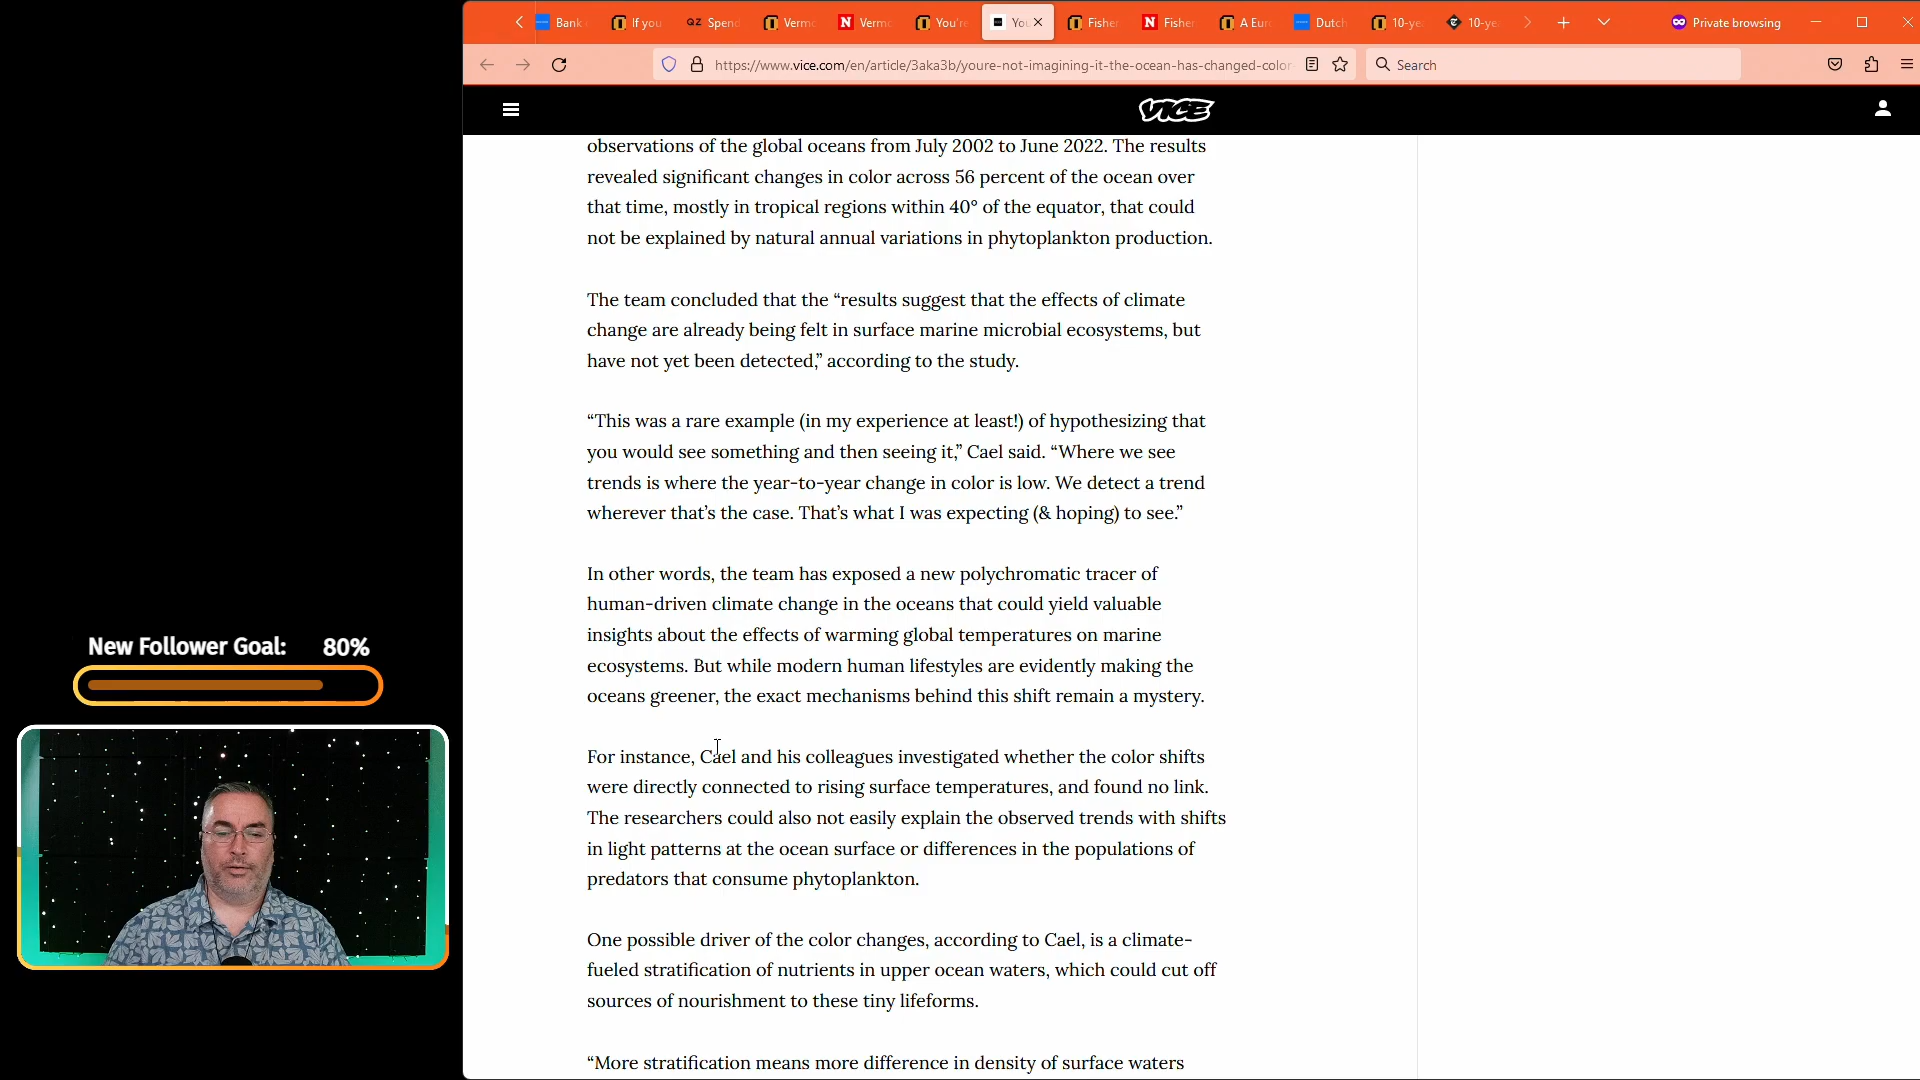 Bank
If you
QZ Spend
Vermo
N Vermo
You're
You
Fisher
N Fisher
A Eur
Dutch
10-ye
10-ye
Private browsing
https://www.vice.com/en/article/3aka3b/youre-not-imagining-it-the-ocean-has-changed-color
Search
VICE
observations of the global oceans from July 2002 to June 2022. The results
revealed significant changes in color across 56 percent of the ocean over
that time, mostly in tropical regions within 40° of the equator, that could
not be explained by natural annual variations in phytoplankton production.
The team concluded that the “results suggest that the effects of climate
change are already being felt in surface marine microbial ecosystems, but
have not yet been detected,” according to the study.
“This was a rare example (in my experience at least!) of hypothesizing that
you would see something and then seeing it,” Cael said. “Where we see
trends is where the year-to-year change in color is low. We detect a trend
wherever that’s the case. That’s what I was expecting (& hoping) to see.”
In other words, the team has exposed a new polychromatic tracer of
human-driven climate change in the oceans that could yield valuable
insights about the effects of warming global temperatures on marine
ecosystems. But while modern human lifestyles are evidently making the
oceans greener, the exact mechanisms behind this shift remain a mystery.
For instance, Cael and his colleagues investigated whether the color shifts
were directly connected to rising surface temperatures, and found no link.
The researchers could also not easily explain the observed trends with shifts
in light patterns at the ocean surface or differences in the populations of
predators that consume phytoplankton.
One possible driver of the color changes, according to Cael, is a climate-
fueled stratification of nutrients in upper ocean waters, which could cut off
sources of nourishment to these tiny lifeforms.
“More stratification means more difference in density of surface waters
New Follower Goal: 80%